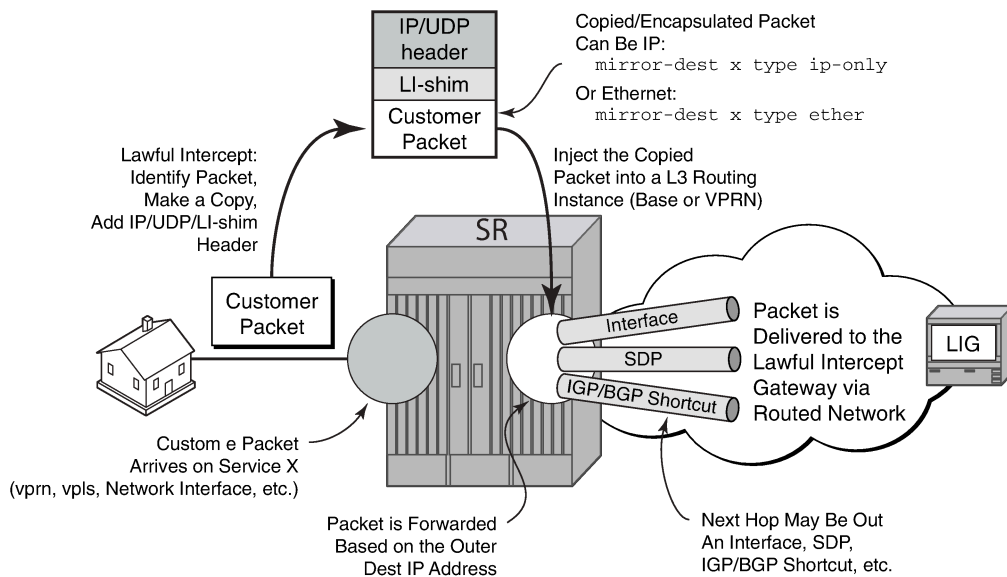 IP/UDP
header
LI-shim
Customer
Packet
Copied/Encapsulated Packet
Can Be IP:
mirror-dest x type ip-only
Or Ethernet:
mirror-dest x type ether
Lawful Intercept:
Identify Packet,
Make a Copy,
Add IP/UDP/LI-shim
Header
Inject the Copied
Packet into a L3 Routing
Instance (Base or VPRN)
SR
Customer
Packet
Interface
SDP
IGP/BGP Shortcut
Packet is
Delivered to the
Lawful Intercept
Gateway via
Routed Network
LIG
Custom e Packet
Arrives on Service X
(vprn, vpls, Network Interface, etc.)
Packet is Forwarded
Based on the Outer
Dest IP Address
Next Hop May Be Out
An Interface, SDP,
IGP/BGP Shortcut, etc.